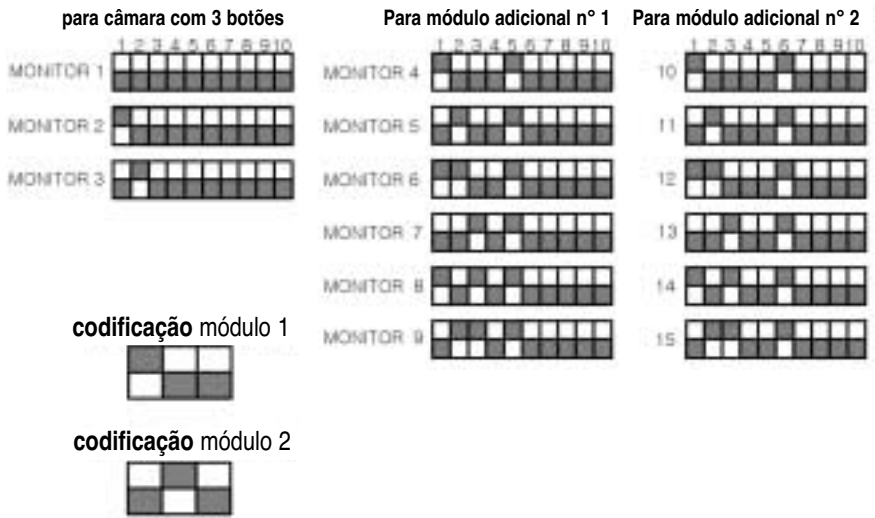 para câmara com 3 botões
1 2 3 4 5 6 7 8 9 10
MONITOR 1
MONITOR 2
MONITOR 3
Para módulo adicional n° 1
1 2 3 4 5 6 7 8 9 10
MONITOR 4
MONITOR 5
MONITOR 6
MONITOR 7
MONITOR 8
MONITOR 9
Para módulo adicional n° 2
1 2 3 4 5 6 7 8 9 10
10
11
12
13
14
15
codificação módulo 1
codificação módulo 2